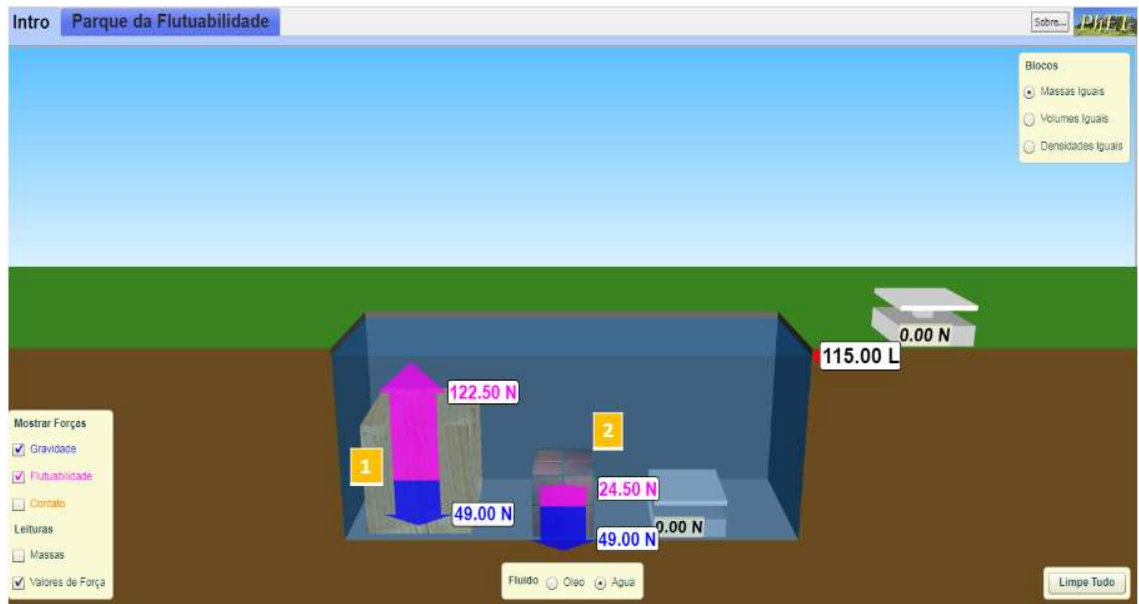 Intro
Parque da Flutuabilidade
Sobre...
PhET
Blocos
Massas Iguais
Volumes Iguais
Densidades Iguais
0.00 N
115.00 L
122.50 N
2
1
24.50 N
49.00 N
0.00 N
49.00 N
Mostrar Forças
Gravidade
Flutuabilidade
Contato
Leituras
Massas
Valores de Força
Fluido
Oleo
Agua
Limpe Tudo